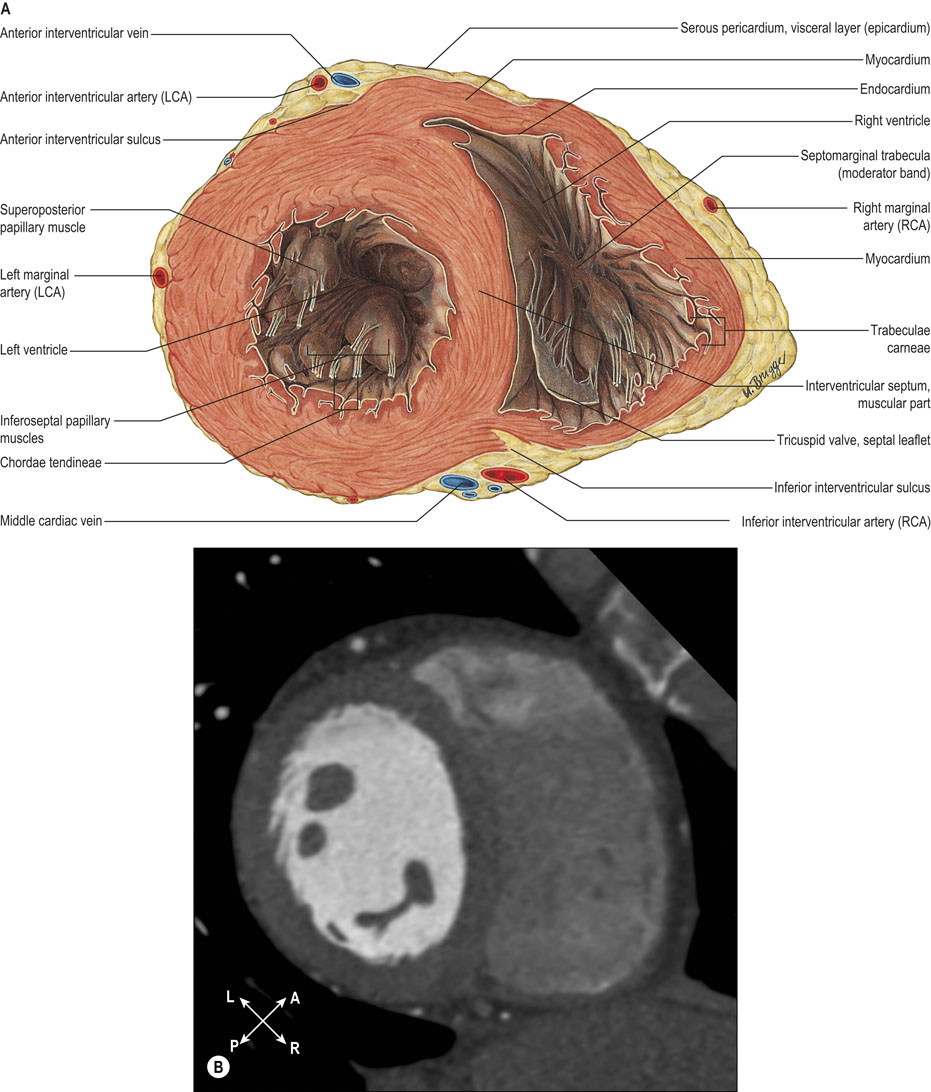 A
Anterior interventricular vein
Anterior interventricular artery (LCA)
Anterior interventricular sulcus
Superoposterior
papillary muscle
Left marginal
artery (LCA)
Left ventricle
Inferoseptal papillary
muscles
Chordae tendineae
Middle cardiac vein
Serous pericardium, visceral layer (epicardium)
Myocardium
Endocardium
Right ventricle
Septomarginal trabecula
(moderator band)
Right marginal
artery (RCA)
Myocardium
Trabeculae
carneae
Interventricular septum,
muscular part
Tricuspid valve, septal leaflet
Inferior interventricular sulcus
Inferior interventricular artery (RCA)
L A
P R
B